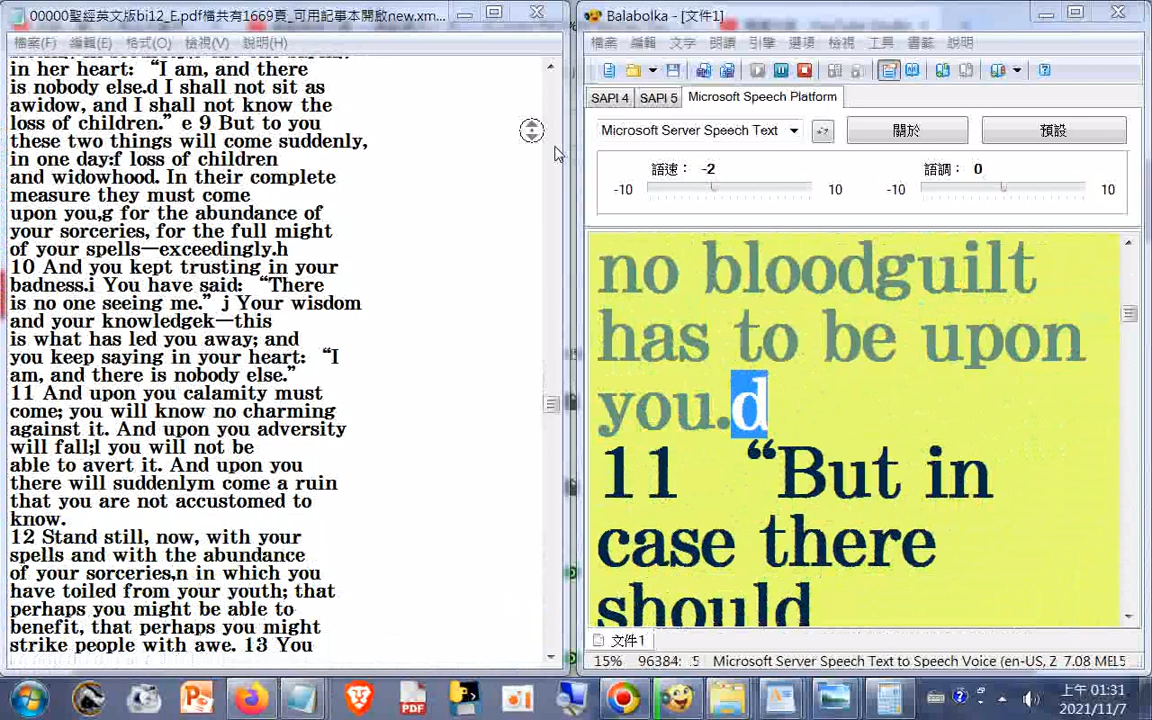 00000聖經英文版bi12_E.pdf檔共有1669頁_可用記事本開啟new.xm...
檔案(F) 編輯(E) 格式(O) 檢視(V) 說明(H)
in her heart: “I am, and there
is nobody else.d I shall not sit as
awidow, and I shall not know the
loss of children.” e 9 But to you
these two things will come suddenly,
in one day:f loss of children
and widowhood. In their complete
measure they must come
upon you,g for the abundance of
your sorceries, for the full might
of your spells—exceedingly.h
10 And you kept trusting in your
badness.i You have said: “There
is no one seeing me.” j Your wisdom
and your knowledgek—this
is what has led you away; and
you keep saying in your heart: “I
am, and there is nobody else.”
11 And upon you calamity must
come; you will know no charming
against it. And upon you adversity
will fall;l you will not be
able to avert it. And upon you
there will suddenlym come a ruin
that you are not accustomed to
know.
12 Stand still, now, with your
spells and with the abundance
of your sorceries,n in which you
have toiled from your youth; that
perhaps you might be able to
benefit, that perhaps you might
strike people with awe. 13 You
Balabolka - [文件1]
檔案 編輯 文字 朗讀 引擎 選項 檢視 工具 書籤 說明
SAPI 4 SAPI 5 Microsoft Speech Platform
Microsoft Server Speech Text 關於 預設
語速: -2 語調: 0
-10 10 -10 10
no bloodguilt
has to be upon
you.d
11 “But in
case there
should
文件1
15% 96384: .5 Microsoft Server Speech Text to Speech Voice (en-US, Z 7.08 ME
上午 01:31
2021/11/7